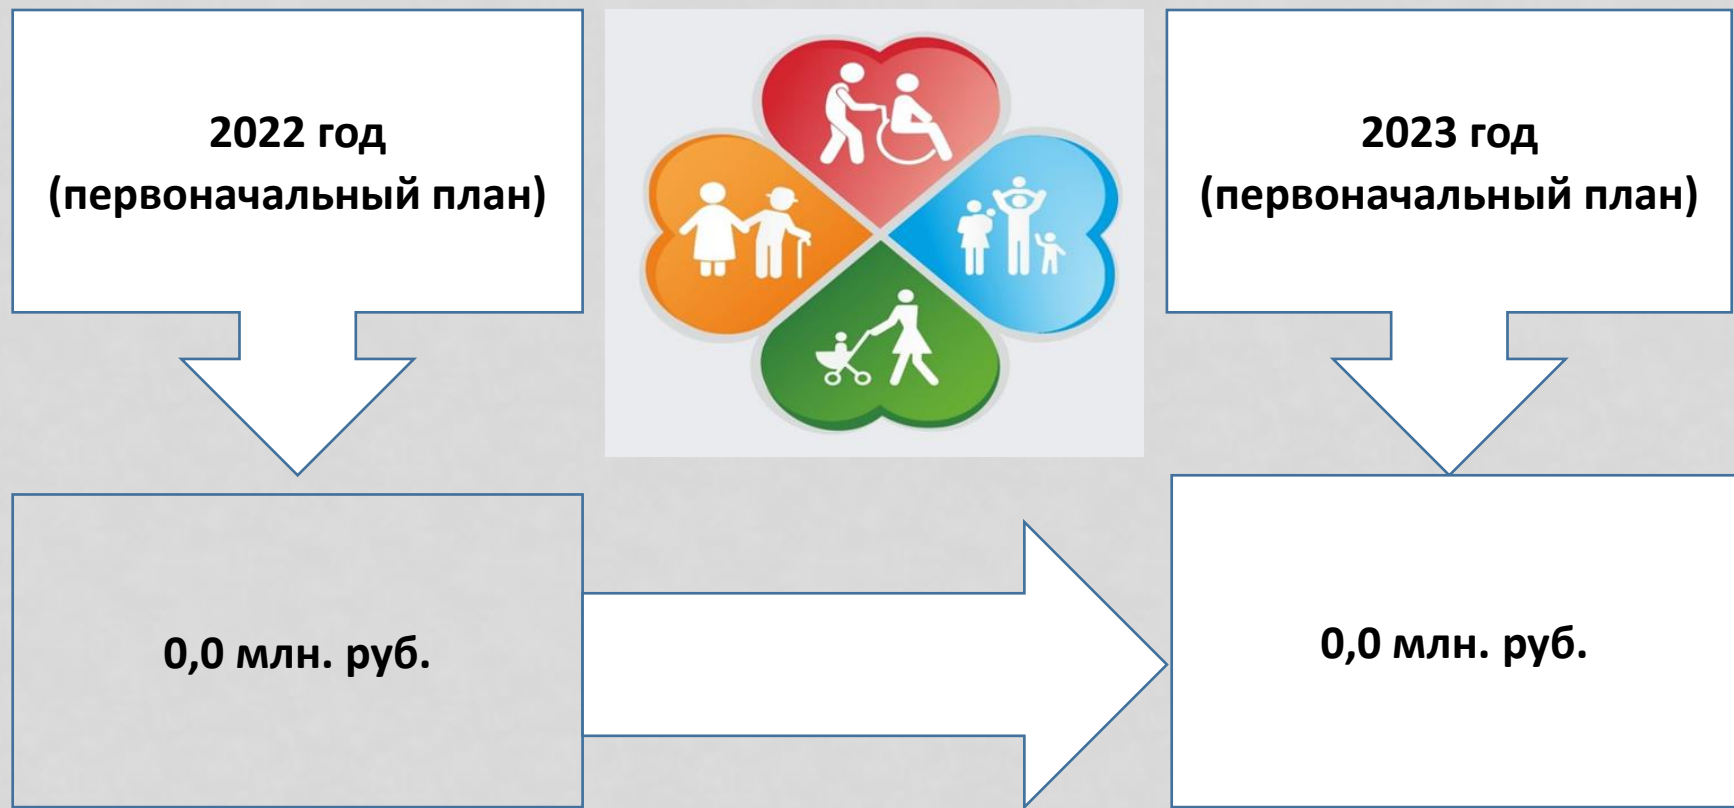 2022 год
(первоначальный план)
2023 год
(первоначальный план)
0,0 млн. руб.
0,0 млн. руб.